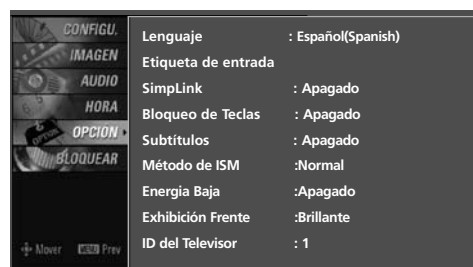 CONFIGU.
IMAGEN
AUDIO
HORA
OPCIÓN
BLOQUEAR
Mover MENU Prev
Lenguaje : Español(Spanish)
Etiqueta de entrada
SimpLink : Apagado
Bloqueo de Teclas : Apagado
Subtítulos : Apagado
Método de ISM :Normal
Energia Baja :Apagado
Exhibición Frente :Brillante
ID del Televisor : 1